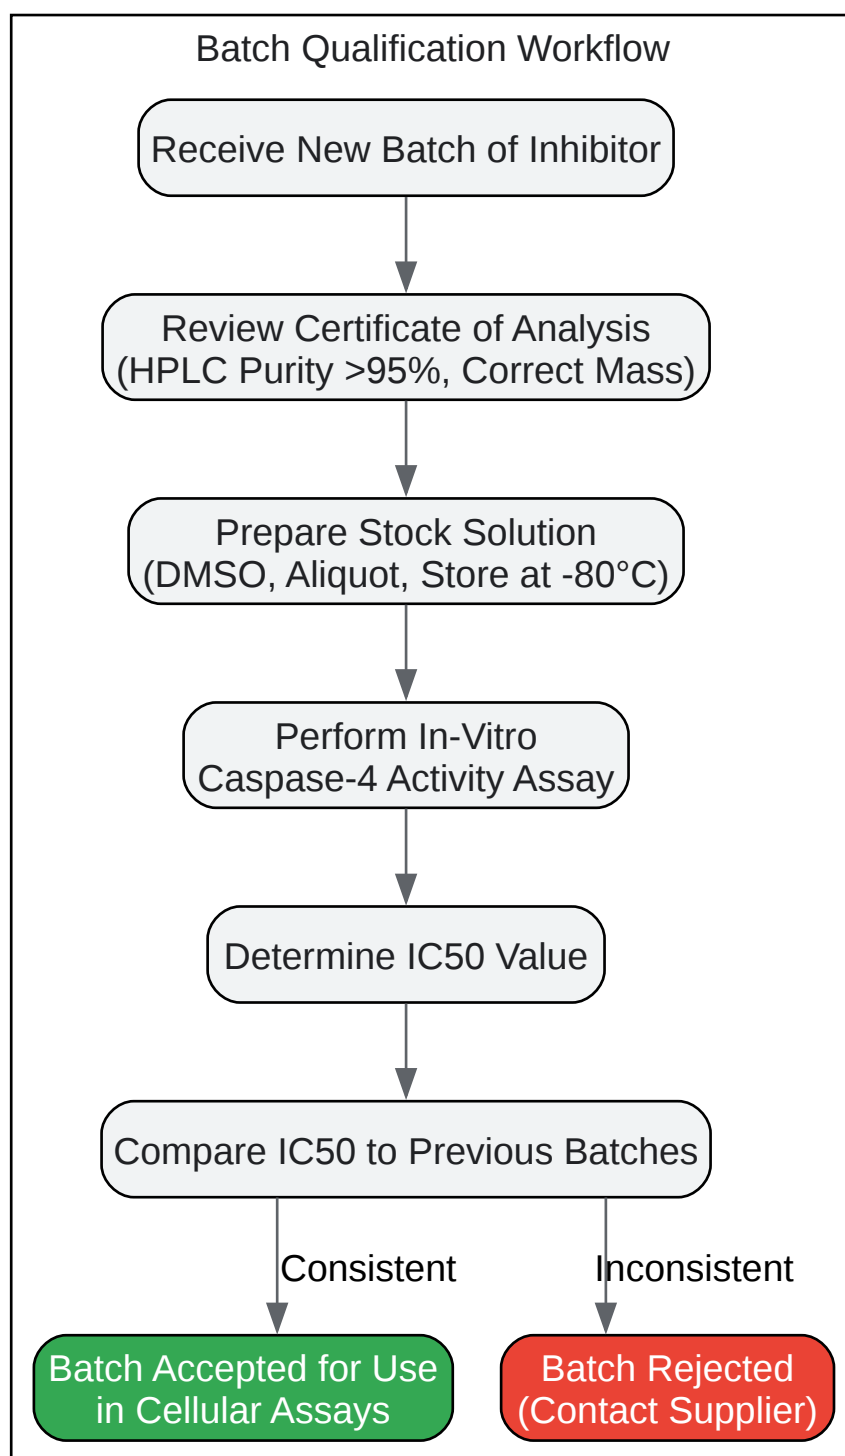 Batch Qualification Workflow
Receive New Batch of Inhibitor
Review Certificate of Analysis
(HPLC Purity >95%, Correct Mass)
Prepare Stock Solution
(DMSO, Aliquot, Store at -80°C)
Perform In-Vitro
Caspase-4 Activity Assay
Determine IC50 Value
Compare IC50 to Previous Batches
Consistent
Inconsistent
Batch Accepted for Use
in Cellular Assays
Batch Rejected
(Contact Supplier)